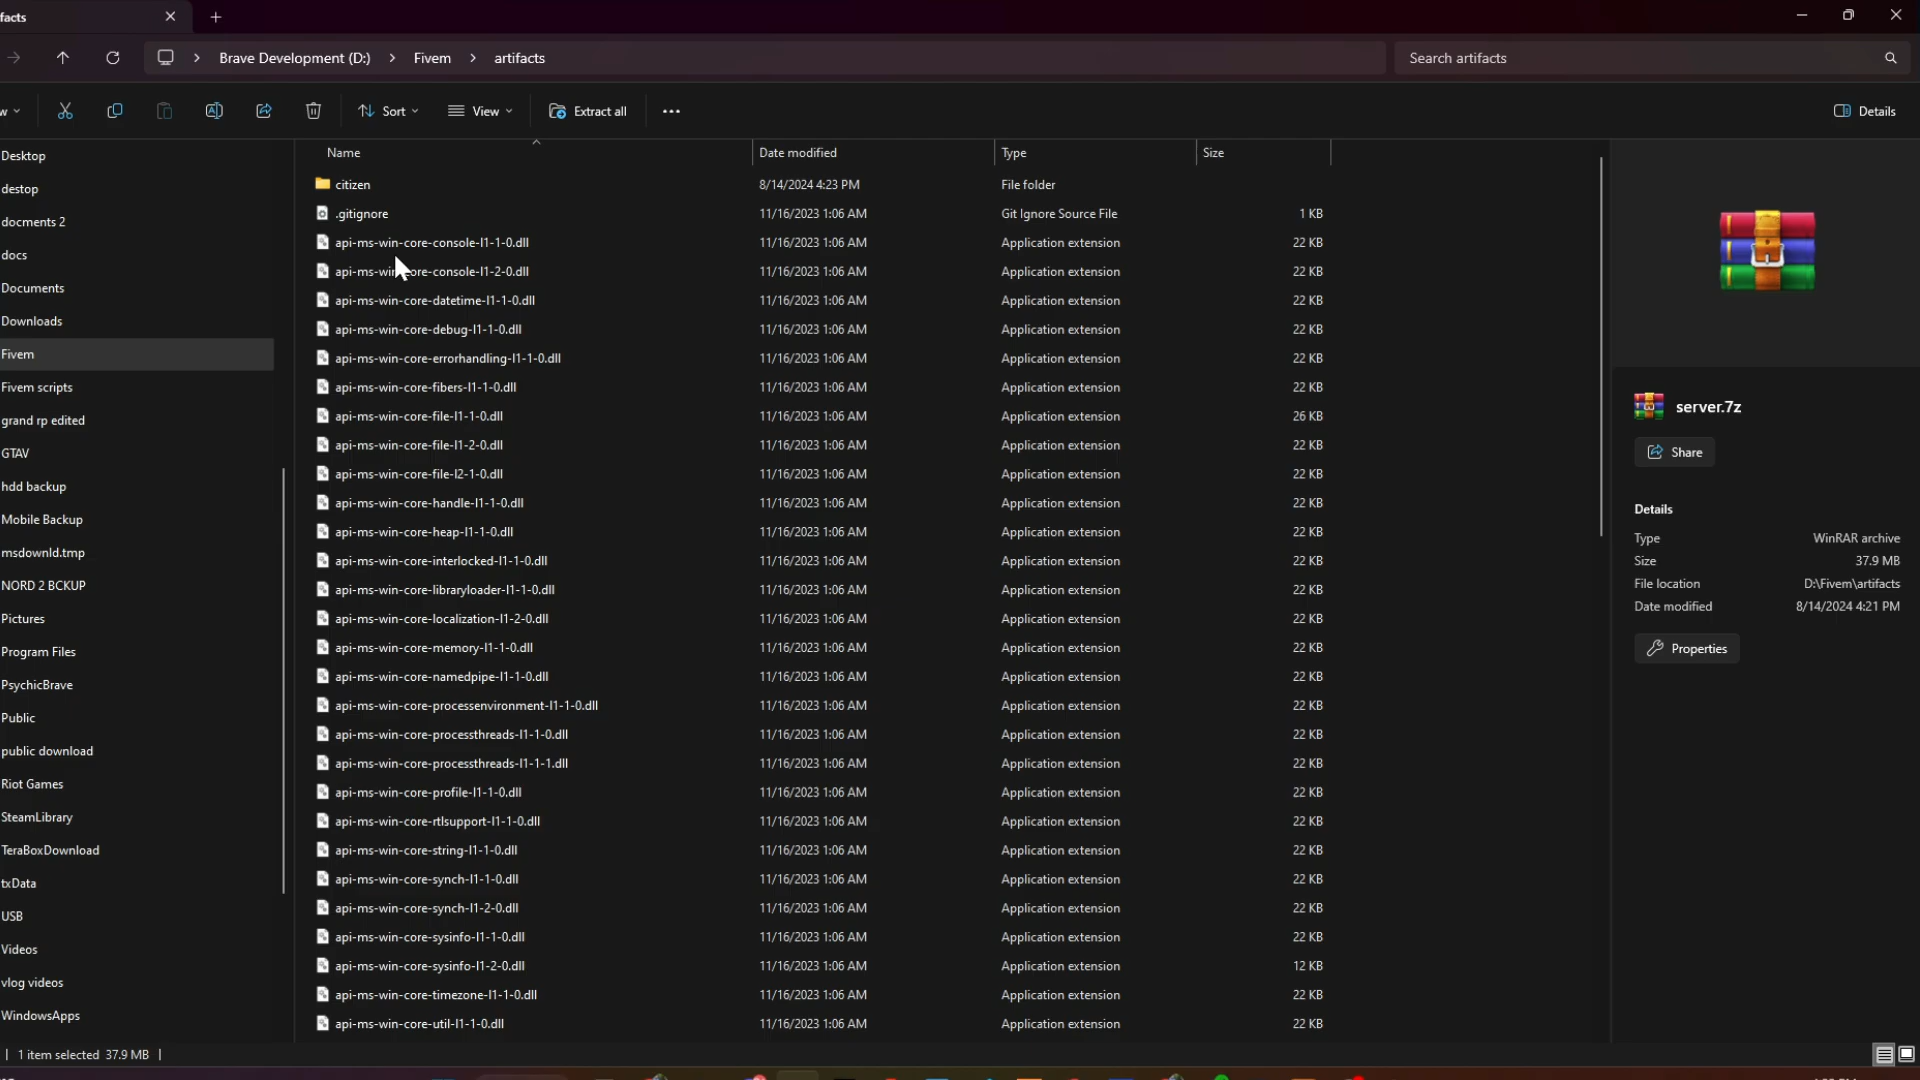 facts
Brave Development (D:) > Fivem > artifacts
Search artifacts
Sort
View
Extract all
Details
Desktop
destop
docments 2
docs
Documents
Downloads
Fivem
Fivem scripts
grand rp edited
GTAV
hdd backup
Mobile Backup
msdownld.tmp
NORD 2 BCKUP
Pictures
Program Files
PsychicBrave
Public
public download
Riot Games
SteamLibrary
TeraBoxDownload
txData
USB
Videos
vlog videos
WindowsApps
Name Date modified Type Size
citizen 8/14/2024 4:23 PM File folder
.gitignore 11/16/2023 1:06 AM Git Ignore Source File 1 KB
api-ms-win-core-console-l1-1-0.dll 11/16/2023 1:06 AM Application extension 22 KB
api-ms-win-core-console-l1-2-0.dll 11/16/2023 1:06 AM Application extension 22 KB
api-ms-win-core-datetime-l1-1-0.dll 11/16/2023 1:06 AM Application extension 22 KB
api-ms-win-core-debug-l1-1-0.dll 11/16/2023 1:06 AM Application extension 22 KB
api-ms-win-core-errorhandling-l1-1-0.dll 11/16/2023 1:06 AM Application extension 22 KB
api-ms-win-core-fibers-l1-1-0.dll 11/16/2023 1:06 AM Application extension 22 KB
api-ms-win-core-file-l1-1-0.dll 11/16/2023 1:06 AM Application extension 26 KB
api-ms-win-core-file-l1-2-0.dll 11/16/2023 1:06 AM Application extension 22 KB
api-ms-win-core-file-l2-1-0.dll 11/16/2023 1:06 AM Application extension 22 KB
api-ms-win-core-handle-l1-1-0.dll 11/16/2023 1:06 AM Application extension 22 KB
api-ms-win-core-heap-l1-1-0.dll 11/16/2023 1:06 AM Application extension 22 KB
api-ms-win-core-interlocked-l1-1-0.dll 11/16/2023 1:06 AM Application extension 22 KB
api-ms-win-core-libraryloader-l1-1-0.dll 11/16/2023 1:06 AM Application extension 22 KB
api-ms-win-core-localization-l1-2-0.dll 11/16/2023 1:06 AM Application extension 22 KB
api-ms-win-core-memory-l1-1-0.dll 11/16/2023 1:06 AM Application extension 22 KB
api-ms-win-core-namedpipe-l1-1-0.dll 11/16/2023 1:06 AM Application extension 22 KB
api-ms-win-core-processenvironment-l1-1-0.dll 11/16/2023 1:06 AM Application extension 22 KB
api-ms-win-core-processthreads-l1-1-0.dll 11/16/2023 1:06 AM Application extension 22 KB
api-ms-win-core-processthreads-l1-1-1.dll 11/16/2023 1:06 AM Application extension 22 KB
api-ms-win-core-profile-l1-1-0.dll 11/16/2023 1:06 AM Application extension 22 KB
api-ms-win-core-rtlsupport-l1-1-0.dll 11/16/2023 1:06 AM Application extension 22 KB
api-ms-win-core-string-l1-1-0.dll 11/16/2023 1:06 AM Application extension 22 KB
api-ms-win-core-synch-l1-1-0.dll 11/16/2023 1:06 AM Application extension 22 KB
api-ms-win-core-synch-l1-2-0.dll 11/16/2023 1:06 AM Application extension 22 KB
api-ms-win-core-sysinfo-l1-1-0.dll 11/16/2023 1:06 AM Application extension 22 KB
api-ms-win-core-sysinfo-l1-2-0.dll 11/16/2023 1:06 AM Application extension 12 KB
api-ms-win-core-timezone-l1-1-0.dll 11/16/2023 1:06 AM Application extension 22 KB
api-ms-win-core-util-l1-1-0.dll 11/16/2023 1:06 AM Application extension 22 KB
server.7z
Share
Details
Type WinRAR archive
Size 37.9 MB
File location D:\Fivem\artifacts
Date modified 8/14/2024 4:21 PM
Properties
1 item selected 37.9 MB